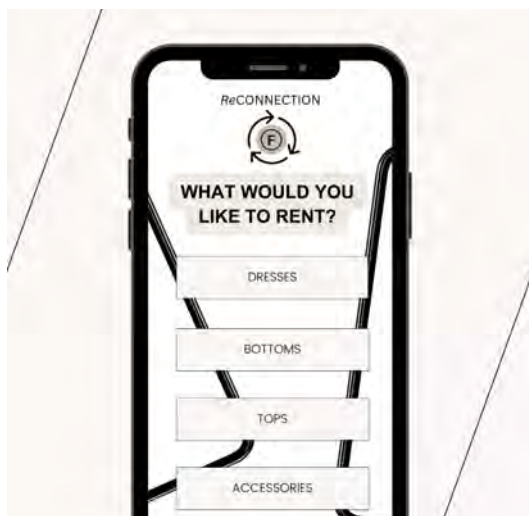 ReCONNECTION
F
WHAT WOULD YOU
LIKE TO RENT?
DRESSES
BOTTOMS
TOPS
ACCESSORIES